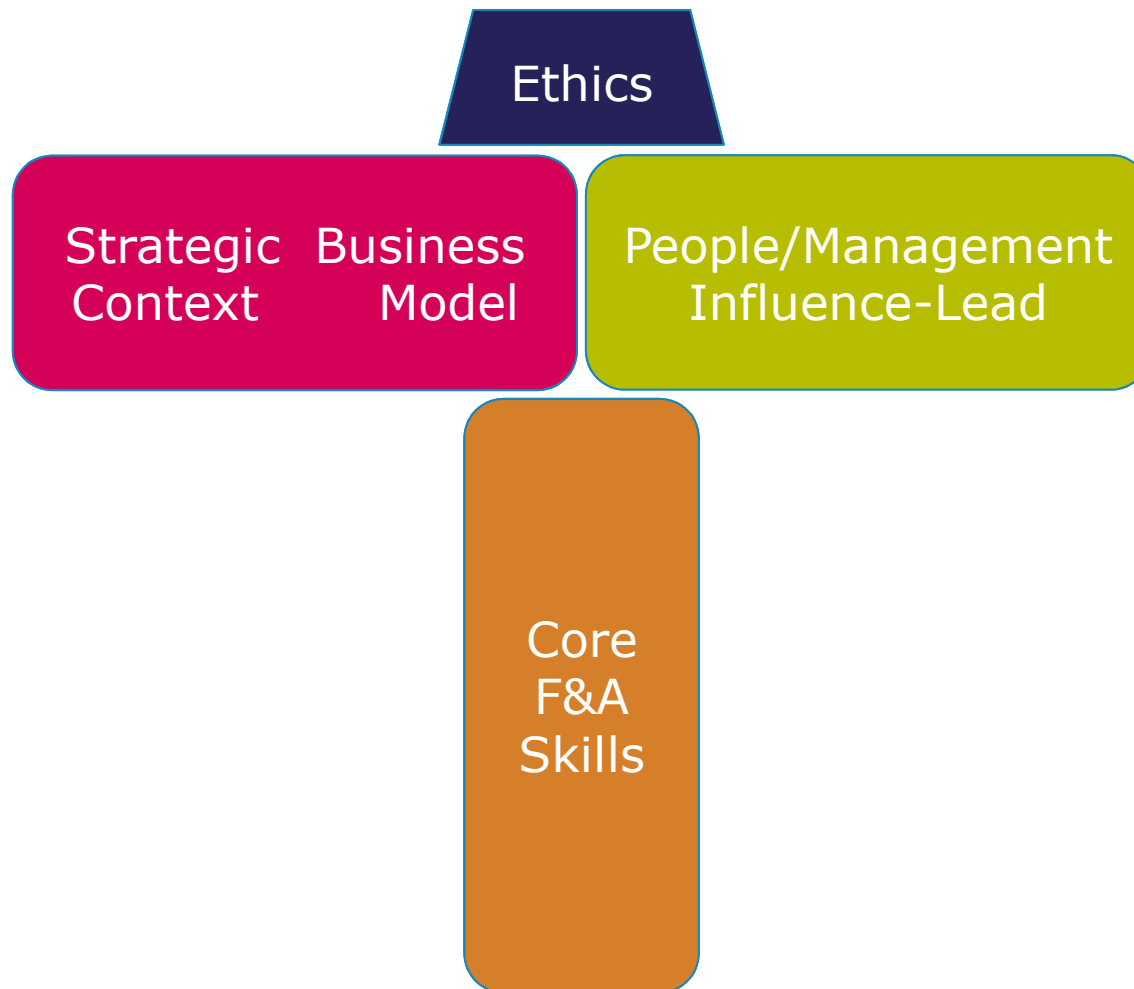 Ethics
Strategic Business
Context Model
People/Management
Influence-Lead
Core
F&A
Skills